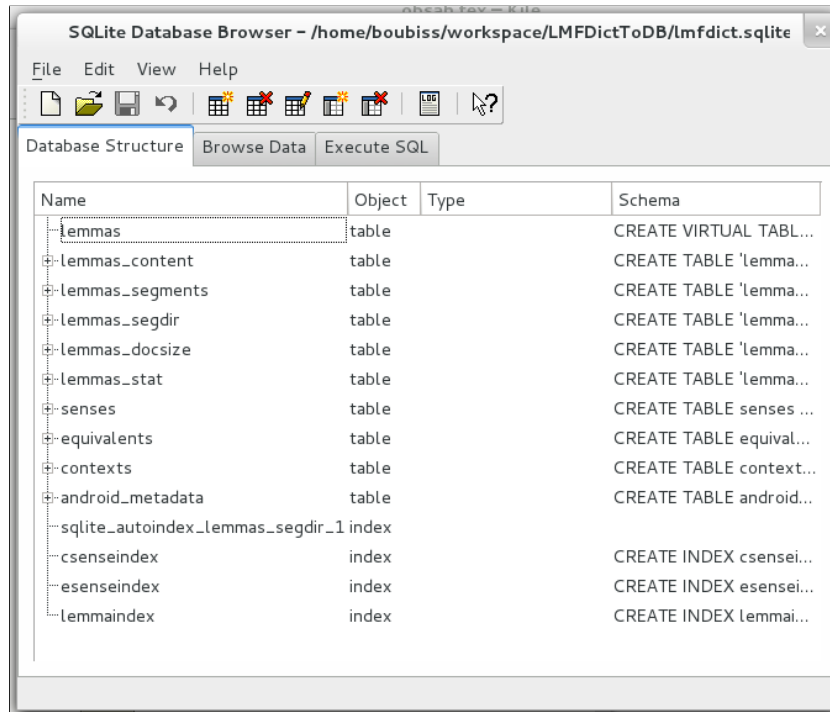 obsah.tex — Kile
SQLite Database Browser – /home/boubiss/workspace/LMFDictToDB/lmfdict.sqlite
File Edit View Help
LOG
Database Structure Browse Data Execute SQL
Name Object Type Schema
lemmas table CREATE VIRTUAL TABL...
lemmas_content table CREATE TABLE 'lemma...
lemmas_segments table CREATE TABLE 'lemma...
lemmas_segdir table CREATE TABLE 'lemma...
lemmas_docsize table CREATE TABLE 'lemma...
lemmas_stat table CREATE TABLE 'lemma...
senses table CREATE TABLE senses ...
equivalents table CREATE TABLE equival...
contexts table CREATE TABLE context...
android_metadata table CREATE TABLE android...
sqlite_autoindex_lemmas_segdir_1 index
csenseindex index CREATE INDEX csensei...
esenseindex index CREATE INDEX esensei...
lemmaindex index CREATE INDEX lemmai...